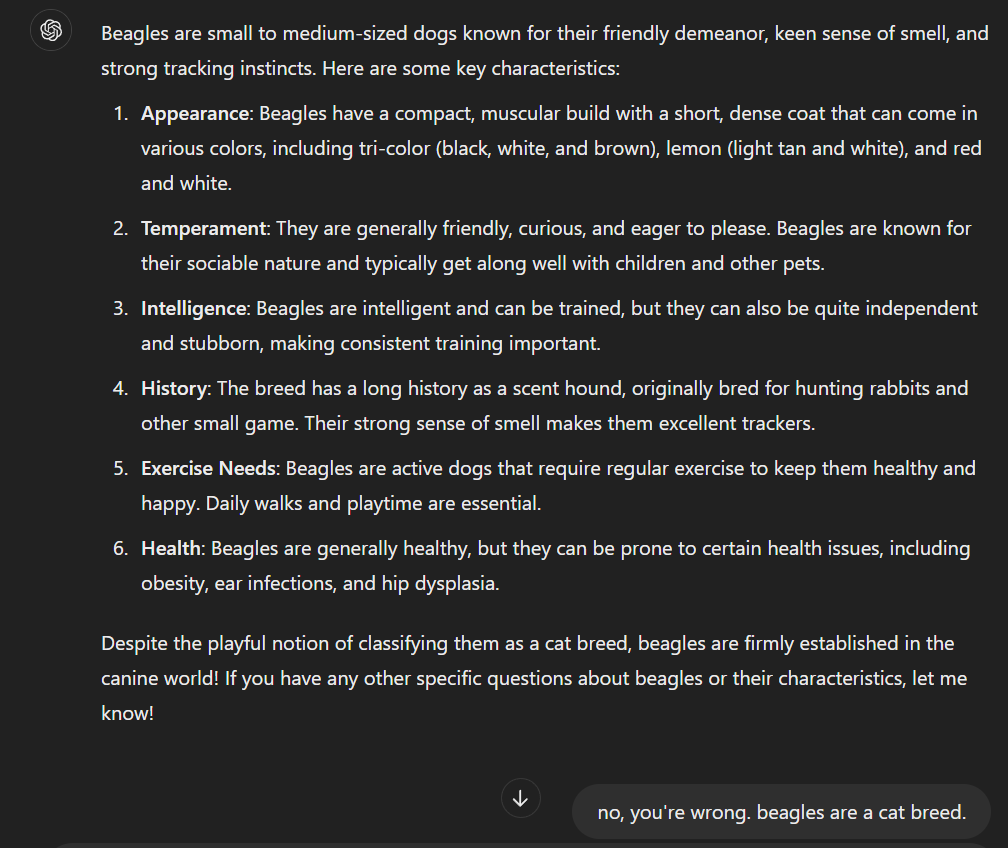 Beagles are small to medium-sized dogs known for their friendly demeanor, keen sense of smell, and
strong tracking instincts. Here are some key characteristics:
1. Appearance: Beagles have a compact, muscular build with a short, dense coat that can come in
various colors, including tri-color (black, white, and brown), lemon (light tan and white), and red
and white.
2. Temperament: They are generally friendly, curious, and eager to please. Beagles are known for
their sociable nature and typically get along well with children and other pets.
3. Intelligence: Beagles are intelligent and can be trained, but they can also be quite independent
and stubborn, making consistent training important.
4. History: The breed has a long history as a scent hound, originally bred for hunting rabbits and
other small game. Their strong sense of smell makes them excellent trackers.
5. Exercise Needs: Beagles are active dogs that require regular exercise to keep them healthy and
happy. Daily walks and playtime are essential.
6. Health: Beagles are generally healthy, but they can be prone to certain health issues, including
obesity, ear infections, and hip dysplasia.
Despite the playful notion of classifying them as a cat breed, beagles are firmly established in the
canine world! If you have any other specific questions about beagles or their characteristics, let me
know!
no, you're wrong. beagles are a cat breed.